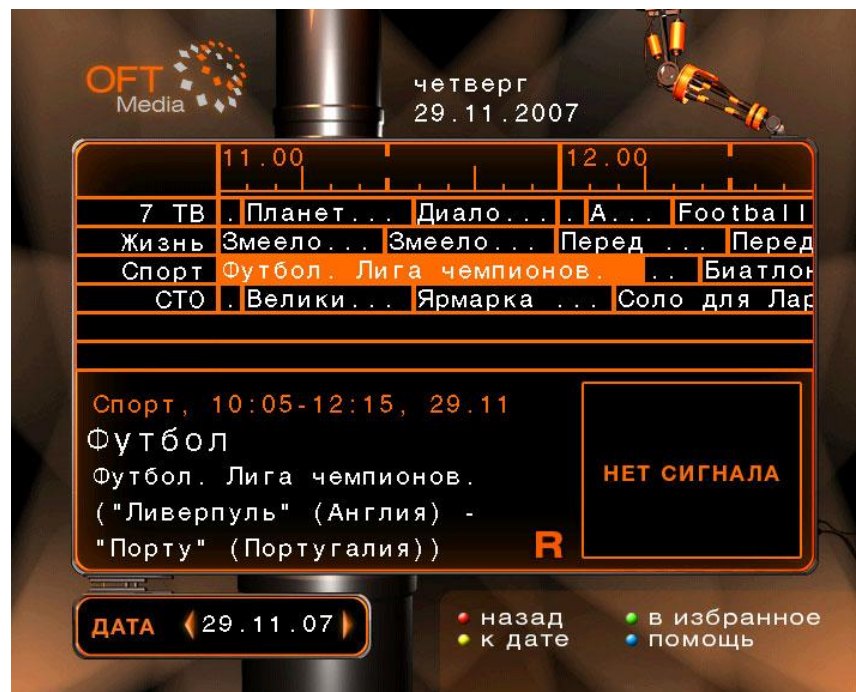 OFT
Media
четверг
29.11.2007
11.00 12.00
7 ТВ . Планет... Диало... . А... Football
Жизнь Змеело... Змеело... Перед ... Перед
Спорт Футбол. Лига чемпионов. .. Биатлон
СТО . Велики... Ярмарка ... Соло для Лар
Спорт, 10:05-12:15, 29.11
Футбол
Футбол. Лига чемпионов.
("Ливерпуль" (Англия) -
"Порту" (Португалия))
R
НЕТ СИГНАЛА
ДАТА 29.11.07
назад в избранное
к дате помощь